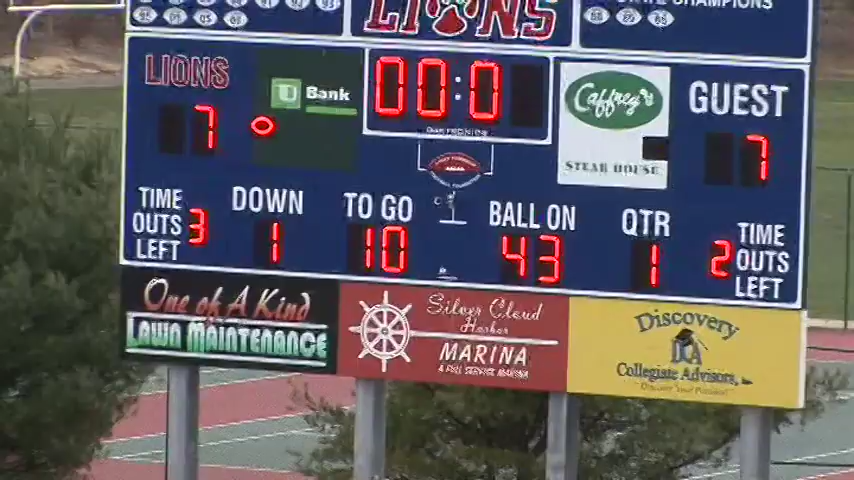 LIONS
STATE CHAMPIONS
LIONS
TD Bank
00:0
Caffrey's
STEAK HOUSE
GUEST
7
7
TIME OUTS LEFT
3
DOWN
1
TO GO
10
BALL ON
43
QTR
1
2
TIME OUTS LEFT
One of A Kind
LAWN MAINTENANCE
Silver Cloud
Harbor
MARINA
A FULL SERVICE MARINA
Discovery
DCA
Collegiate Advisors,